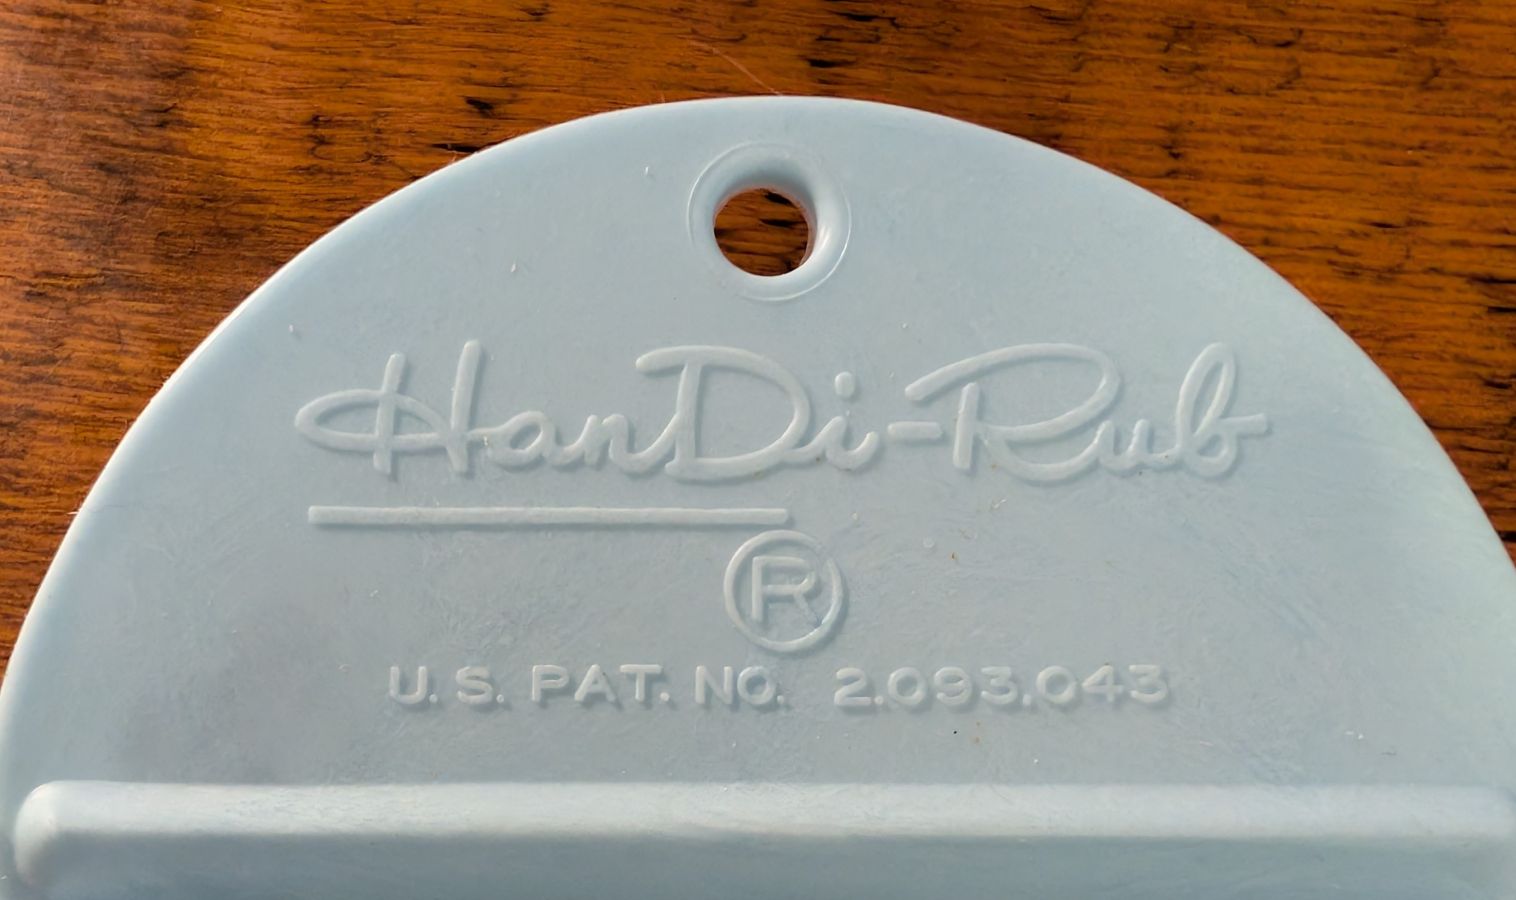 HanDi-Rub
®
U.S. PAT. NO. 2.093.043